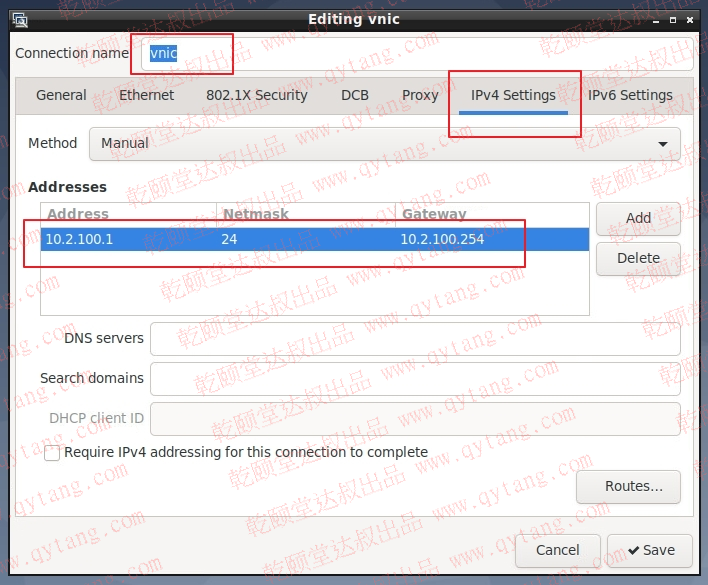 Editing vnic
Connection name vnic
General Ethernet 802.1X Security DCB Proxy IPv4 Settings IPv6 Settings
Method Manual
Addresses
Address Netmask Gateway
10.2.100.1 24 10.2.100.254
Add
Delete
DNS servers
Search domains
DHCP client ID
Require IPv4 addressing for this connection to complete
Routes...
Cancel Save
乾颐堂达叔出品 www.qytang.com